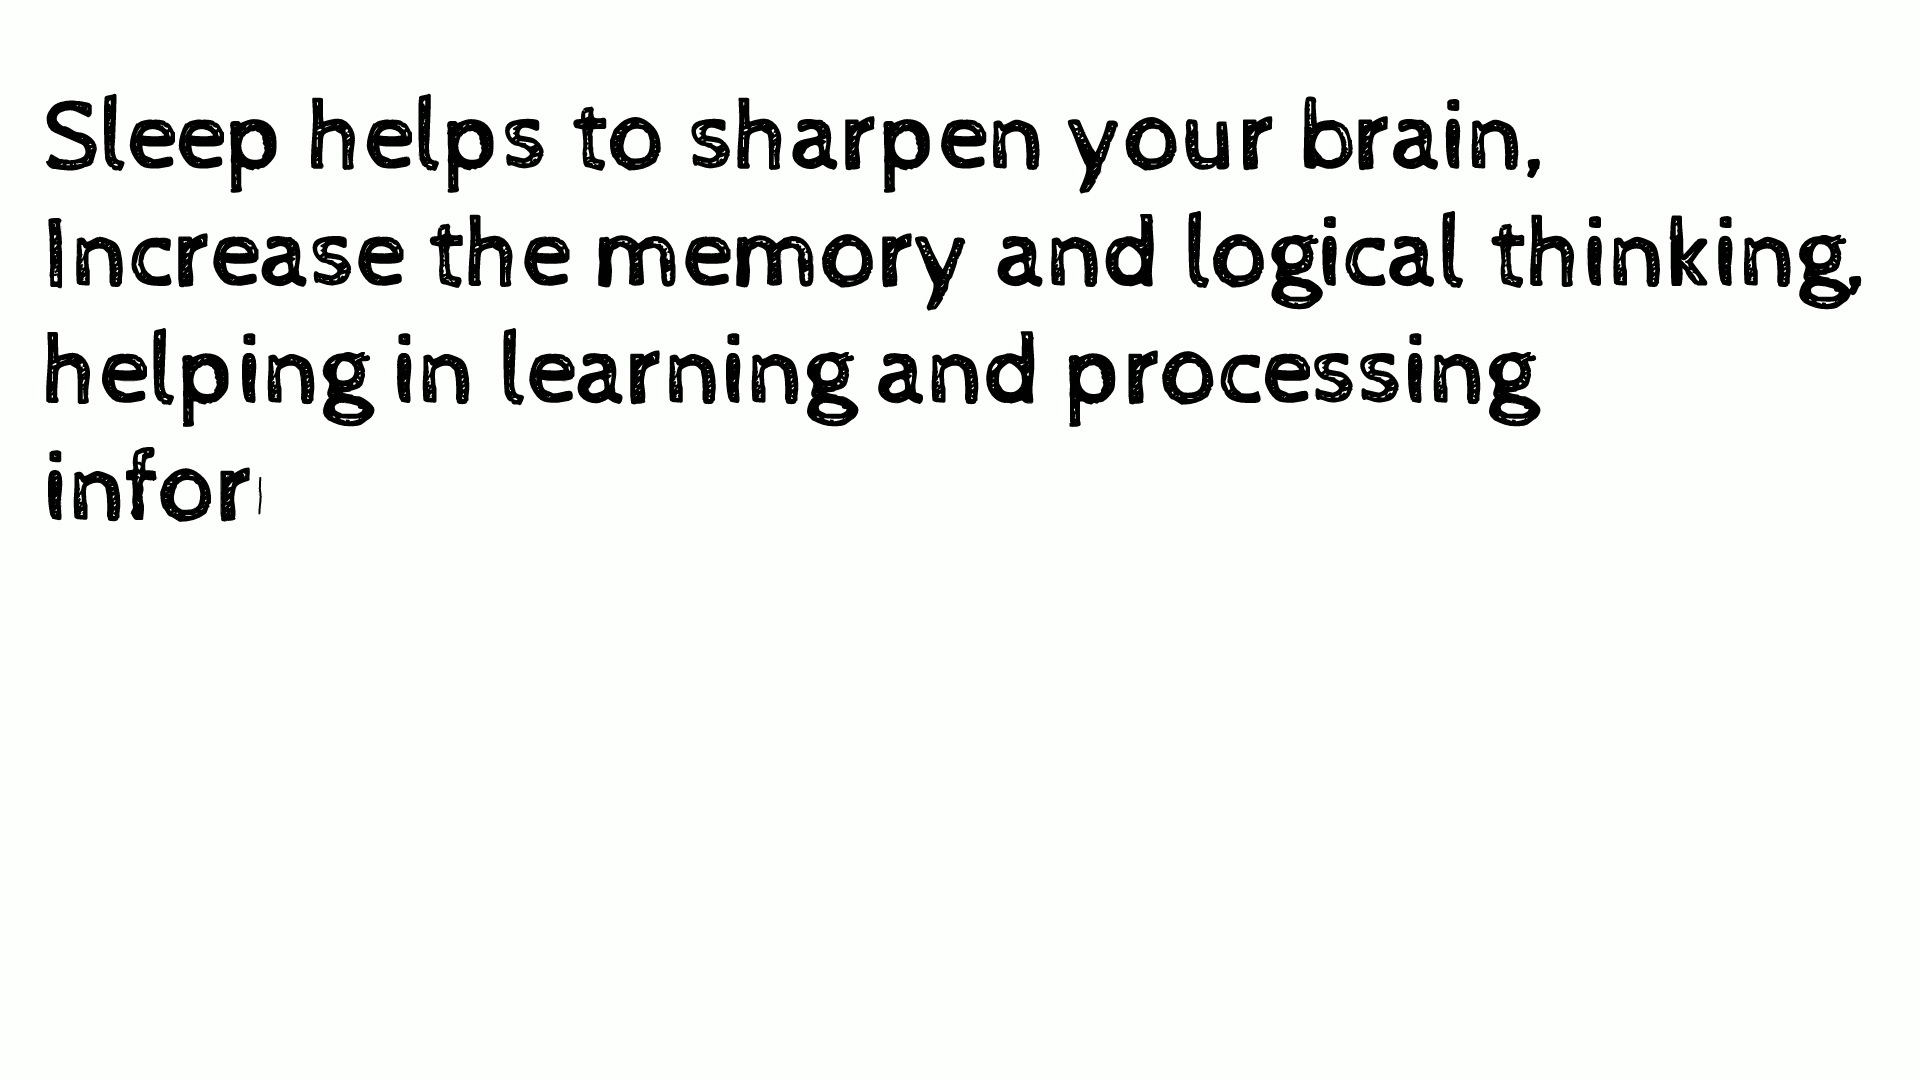 Sleep helps to sharpen your brain,
Increase the memory and logical thinking,
helping in learning and processing
infor